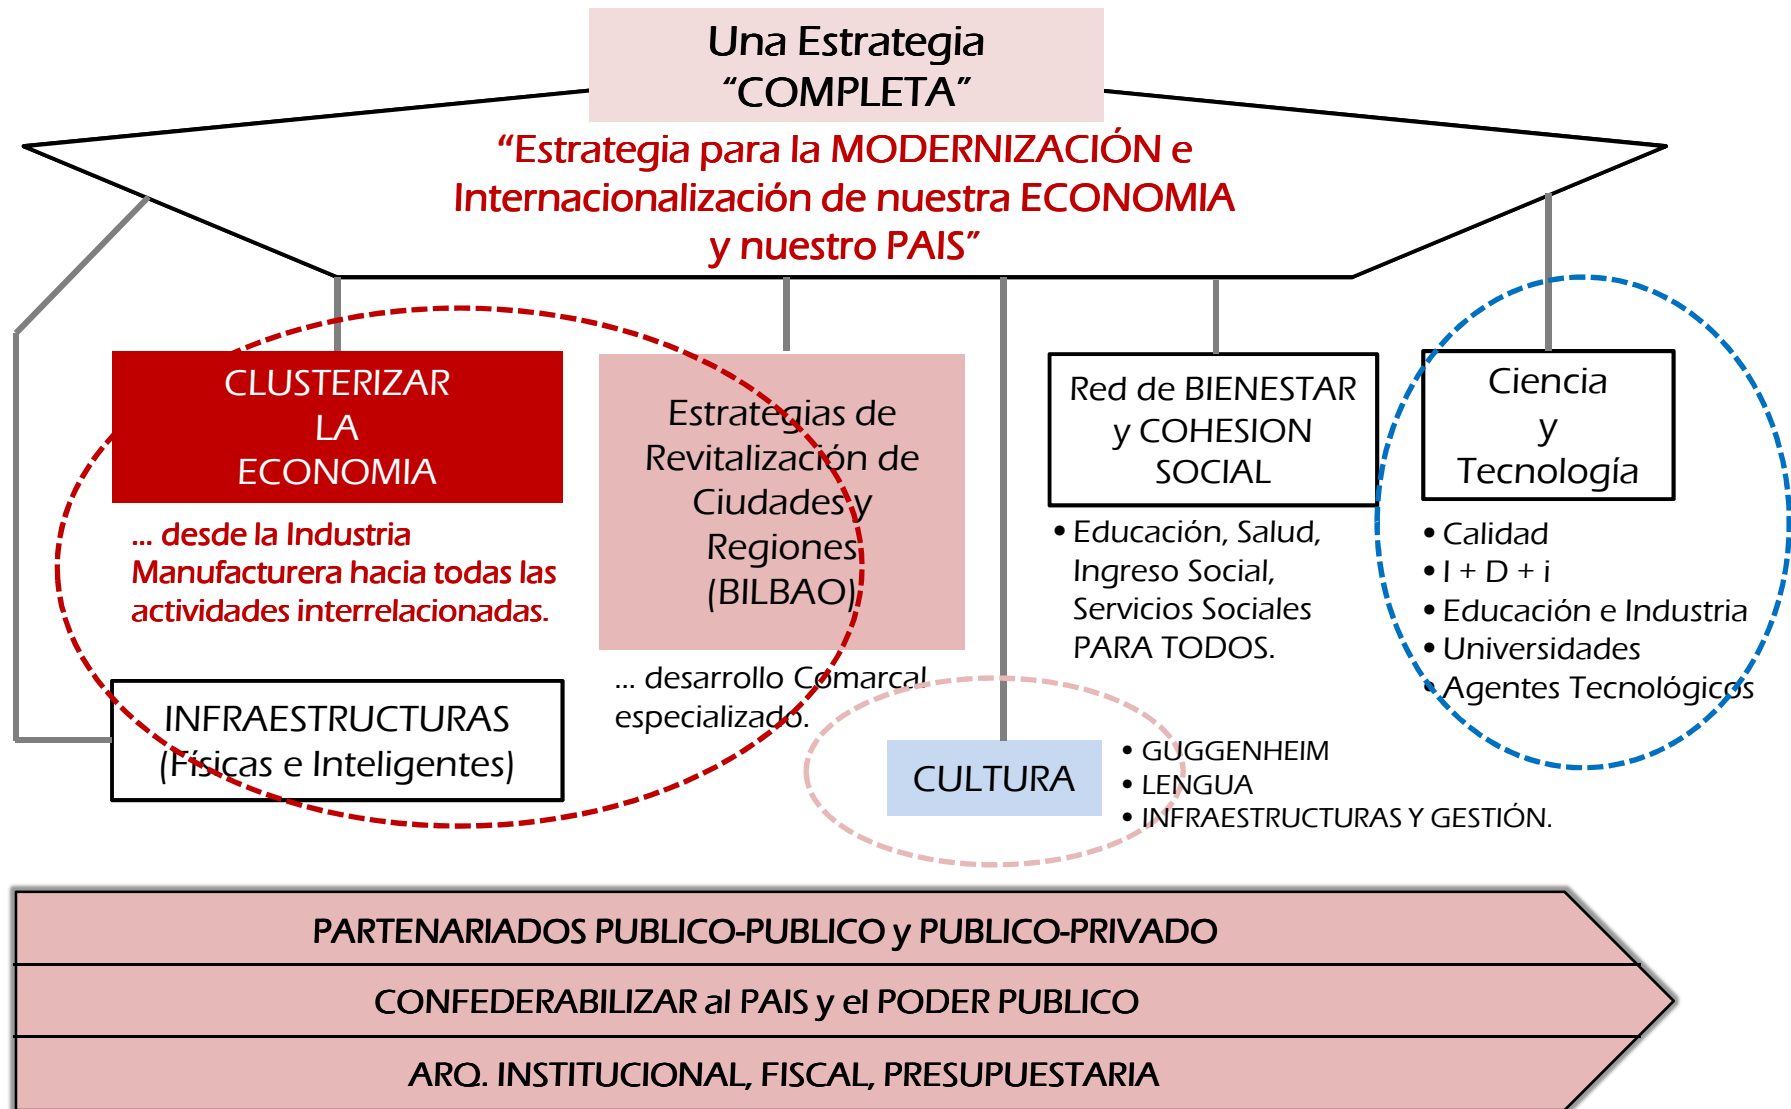 Una Estrategia
“COMPLETA”
“Estrategia para la MODERNIZACIÓN e
Internacionalización de nuestra ECONOMIA
y nuestro PAIS”
CLUSTERIZAR
LA
ECONOMIA
... desde la Industria
Manufacturera hacia todas las
actividades interrelacionadas.
INFRAESTRUCTURAS
(Físicas e Inteligentes)
Estrategias de
Revitalización de
Ciudades y
Regiones
(BILBAO)
... desarrollo Comarcal
especializado.
CULTURA
• GUGGENHEIM
• LENGUA
• INFRAESTRUCTURAS Y GESTIÓN.
Red de BIENESTAR
y COHESION
SOCIAL
• Educación, Salud,
Ingreso Social,
Servicios Sociales
PARA TODOS.
Ciencia
y
Tecnología
• Calidad
• I + D + i
• Educación e Industria
• Universidades
• Agentes Tecnológicos
PARTENARIADOS PUBLICO-PUBLICO y PUBLICO-PRIVADO
CONFEDERABILIZAR al PAIS y el PODER PUBLICO
ARQ. INSTITUCIONAL, FISCAL, PRESUPUESTARIA